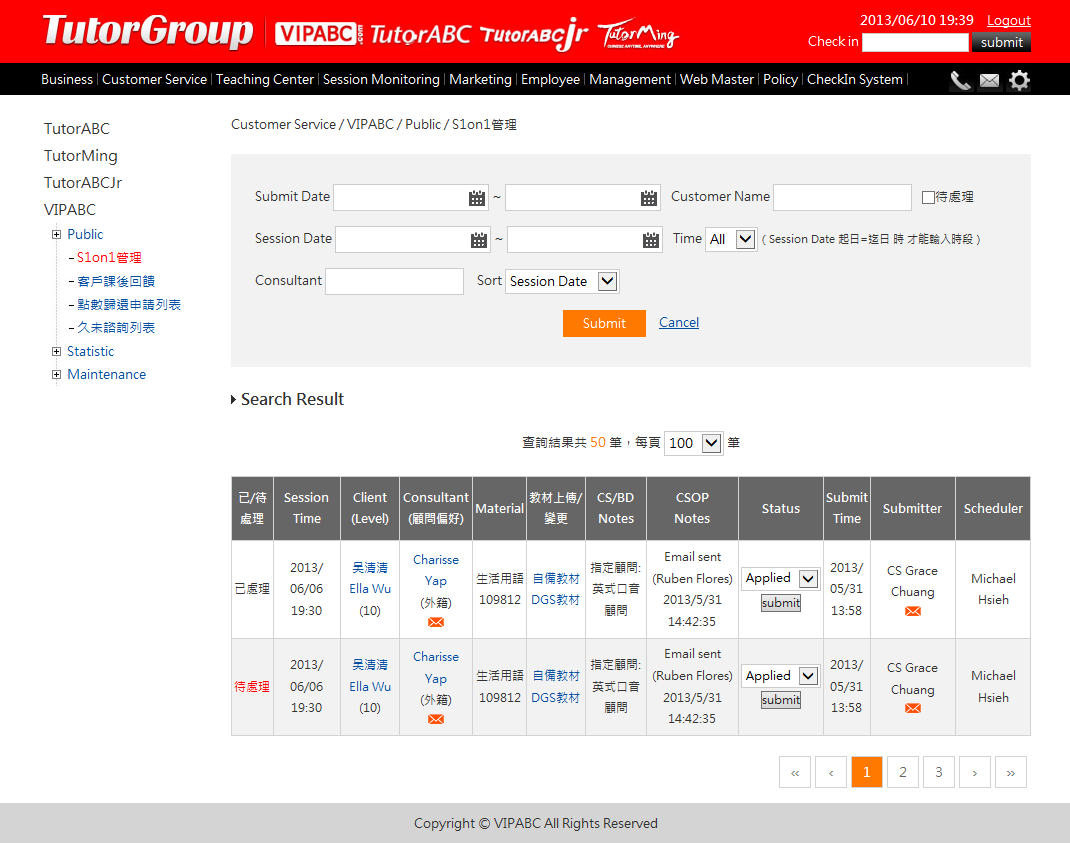 TutorGroup VIPABC.com TutorABC TutorABCJr TutorMing
CHINESE ANYTIME, ANYWHERE
2013/06/10 19:39 Logout
Check in submit
Business | Customer Service | Teaching Center | Session Monitoring | Marketing | Employee | Management | Web Master | Policy | CheckIn System |
TutorABC
TutorMing
TutorABCJr
VIPABC
Public
S1on1管理
客戶課後回饋
點數歸還申請列表
久未諮詢列表
Statistic
Maintenance
Customer Service / VIPABC / Public / S1on1管理
Submit Date ~ Customer Name 待處理
Session Date ~ Time All ( Session Date 起日=迄日 時 才能輸入時段 )
Consultant Sort Session Date
Submit Cancel
Search Result
查詢結果共 50 筆，每頁 100 筆
已/待
處理
Session
Time
Client
(Level)
Consultant
(顧問偏好)
Material
教材上傳/
變更
CS/BD
Notes
CSOP
Notes
Status
Submit
Time
Submitter
Scheduler
已處理
2013/
06/06
19:30
吳清清
Ella Wu
(10)
Charisse
Yap
(外籍)
生活用語
109812
自備教材
DGS教材
指定顧問:
英式口音
顧問
Email sent
(Ruben Flores)
2013/5/31
14:42:35
Applied
submit
2013/
05/31
13:58
CS Grace
Chuang
Michael
Hsieh
待處理
2013/
06/06
19:30
吳清清
Ella Wu
(10)
Charisse
Yap
(外籍)
生活用語
109812
自備教材
DGS教材
指定顧問:
英式口音
顧問
Email sent
(Ruben Flores)
2013/5/31
14:42:35
Applied
submit
2013/
05/31
13:58
CS Grace
Chuang
Michael
Hsieh
« ‹ 1 2 3 › »
Copyright © VIPABC All Rights Reserved